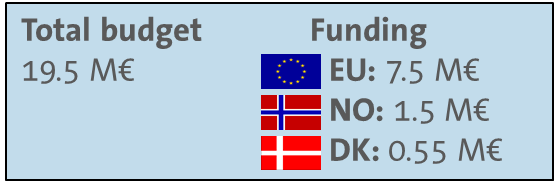 Total budget Funding
19.5 M€ EU: 7.5 M€
NO: 1.5 M€
DK: 0.55 M€